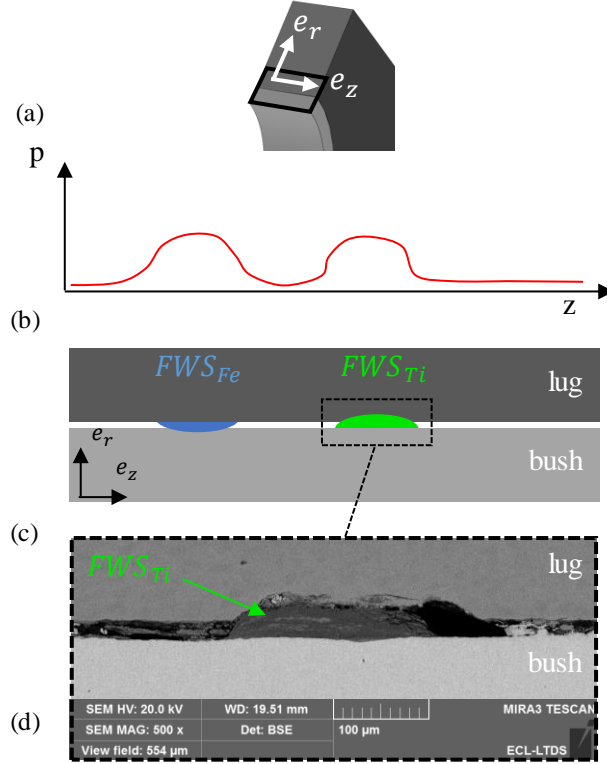 e_r
e_z
(a)
p
z
(b)
FWS_Fe
FWS_Ti
lug
e_r
e_z
bush
(c)
FWS_Ti
lug
bush
SEM HV: 20.0 kV WD: 19.51 mm MIRA3 TESCAN
SEM MAG: 500 x Det: BSE 100 µm
View field: 554 µm ECL-LTDS
(d)